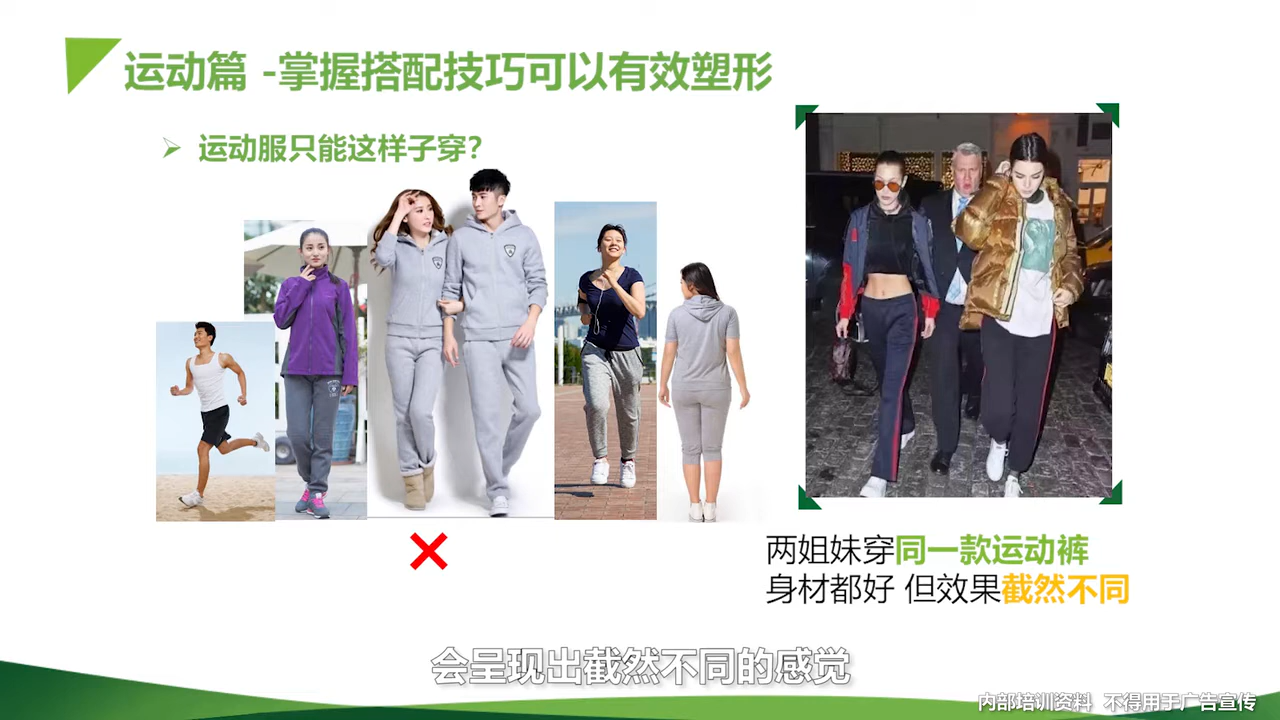 运动篇 -掌握搭配技巧可以有效塑形
运动服只能这样子穿?
两姐妹穿同一款运动裤
身材都好 但效果截然不同
会呈现出截然不同的感觉
内部培训资料 不得用于广告宣传